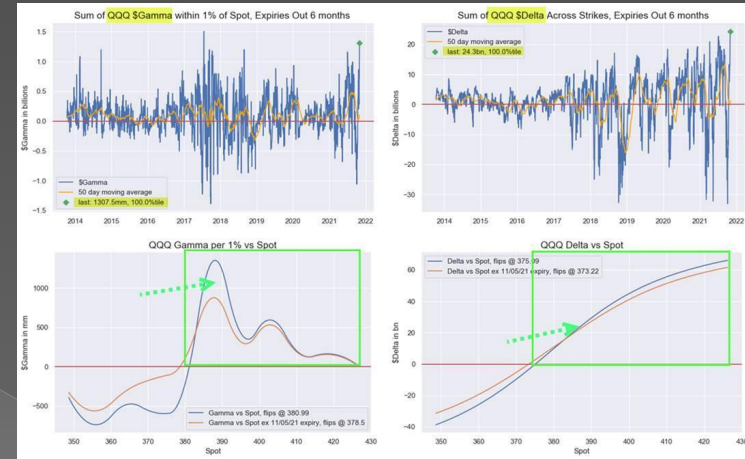 Sum of QQQ $Gamma within 1% of Spot, Expiries Out 6 months
$Gamma in billions
1.5
1.0
0.5
0.0
−0.5
−1.0
−1.5
$Gamma
50 day moving average
last: 1307.5mm, 100.0%tile
2014 2015 2016 2017 2018 2019 2020 2021 2022
Sum of QQQ $Delta Across Strikes, Expiries Out 6 months
$Delta in billions
20
10
0
−10
−20
−30
$Delta
50 day moving average
last: 24.3bn, 100.0%tile
2014 2015 2016 2017 2018 2019 2020 2021 2022
QQQ Gamma per 1% vs Spot
$Gamma in mm
1000
500
0
−500
Gamma vs Spot, flips @ 380.99
Gamma vs Spot ex 11/05/21 expiry, flips @ 378.5
350 360 370 380 390 400 410 420 430
Spot
QQQ Delta vs Spot
$Delta in bn
60
40
20
0
−20
−40
Delta vs Spot, flips @ 375.
Delta vs Spot ex 11/05/21 expiry, flips @ 373.22
350 360 370 380 390 400 410 420
Spot